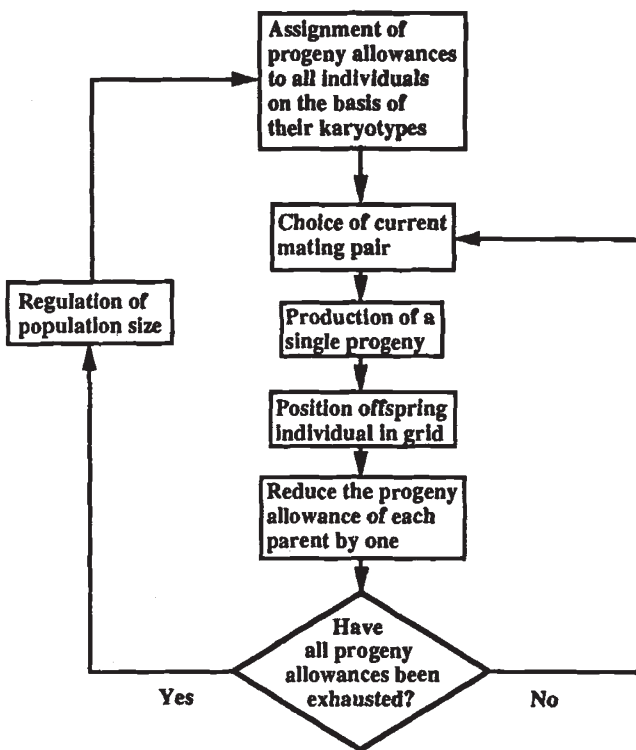 Assignment of
progeny allowances
to all individuals
on the basis of
their karyotypes
Choice of current
mating pair
Regulation of
population size
Production of a
single progeny
Position offspring
individual in grid
Reduce the progeny
allowance of each
parent by one
Have
all progeny
allowances been
exhausted?
Yes
No